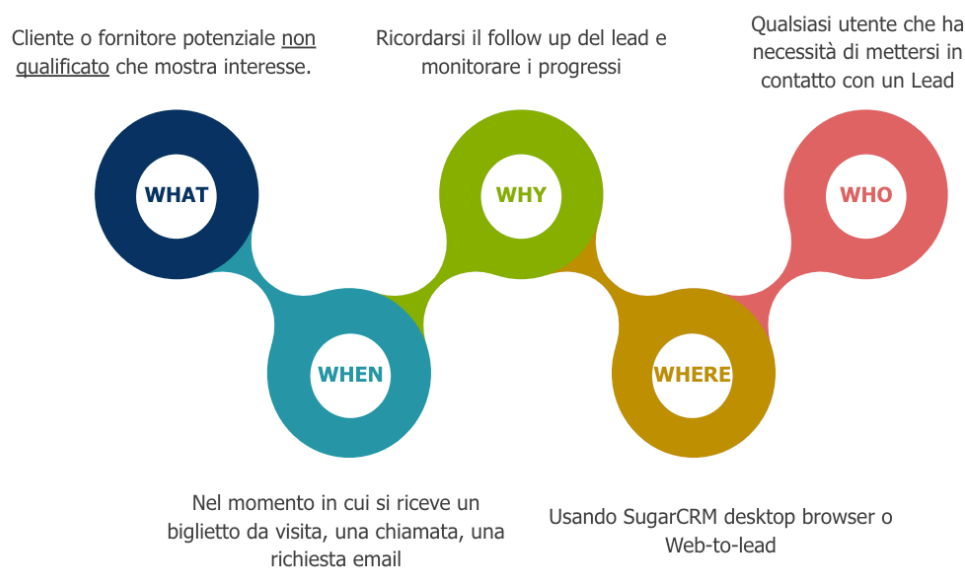 Cliente o fornitore potenziale non
qualificato che mostra interesse.
Ricordarsi il follow up del lead e
monitorare i progressi
Qualsiasi utente che ha
necessità di mettersi in
contatto con un Lead
WHAT
WHY
WHO
WHEN
WHERE
Nel momento in cui si riceve un
biglietto da visita, una chiamata, una
richiesta email
Usando SugarCRM desktop browser o
Web-to-lead